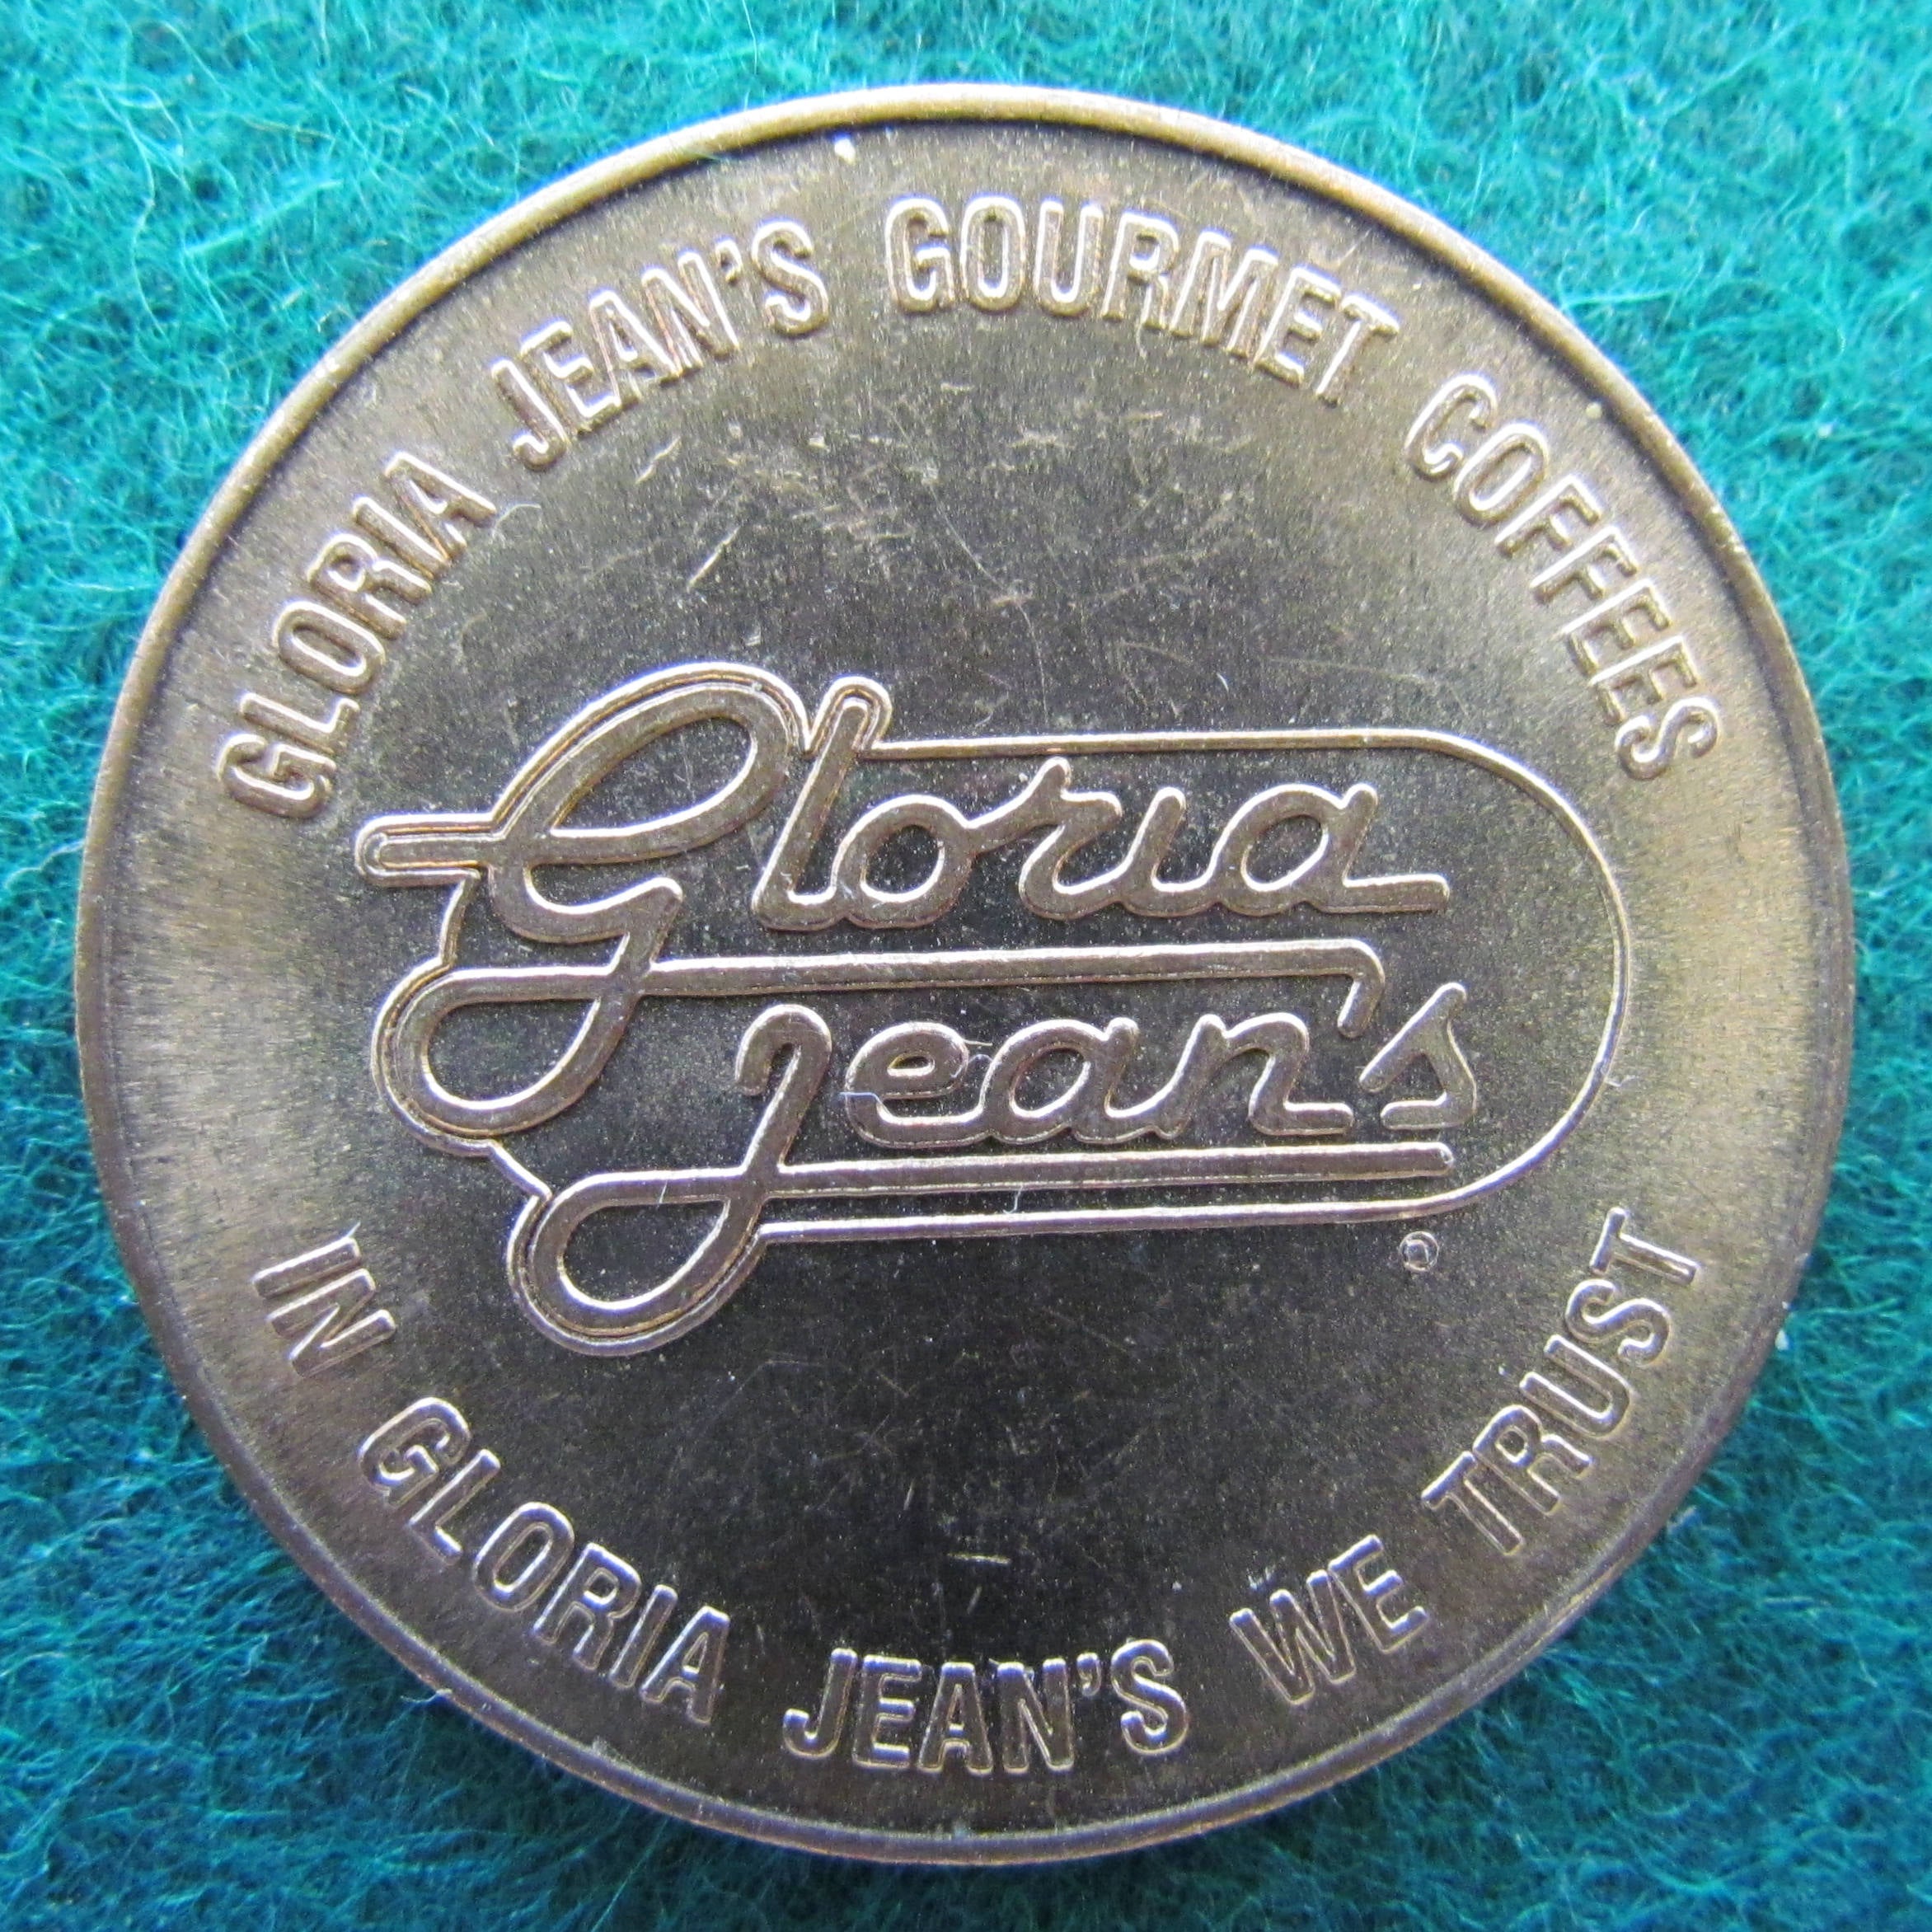 GLORIA JEAN'S GOURMET COFFEES
Gloria
Jean's
®
IN GLORIA JEAN'S WE TRUST